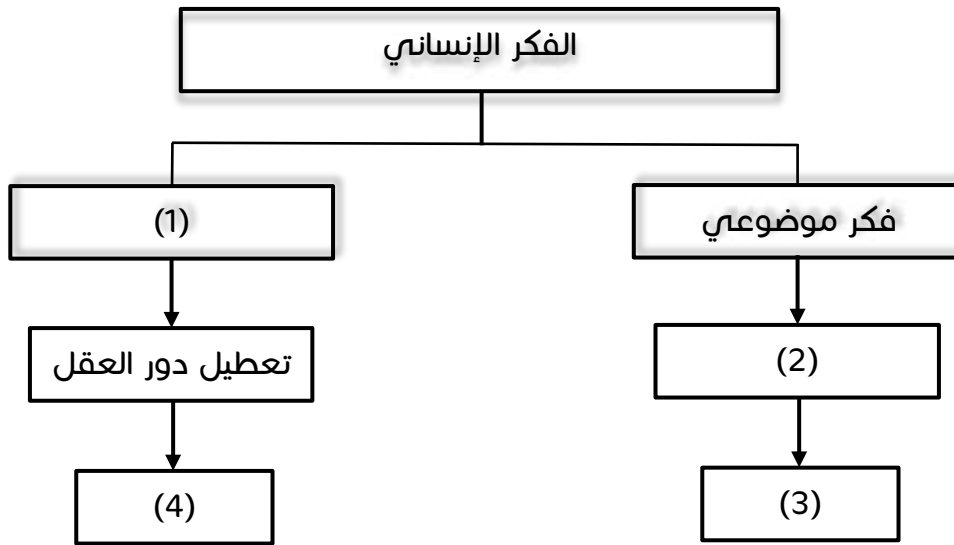 الفكر الإنساني
فكر موضوعي
(1)
(2)
تعطيل دور العقل
(3)
(4)